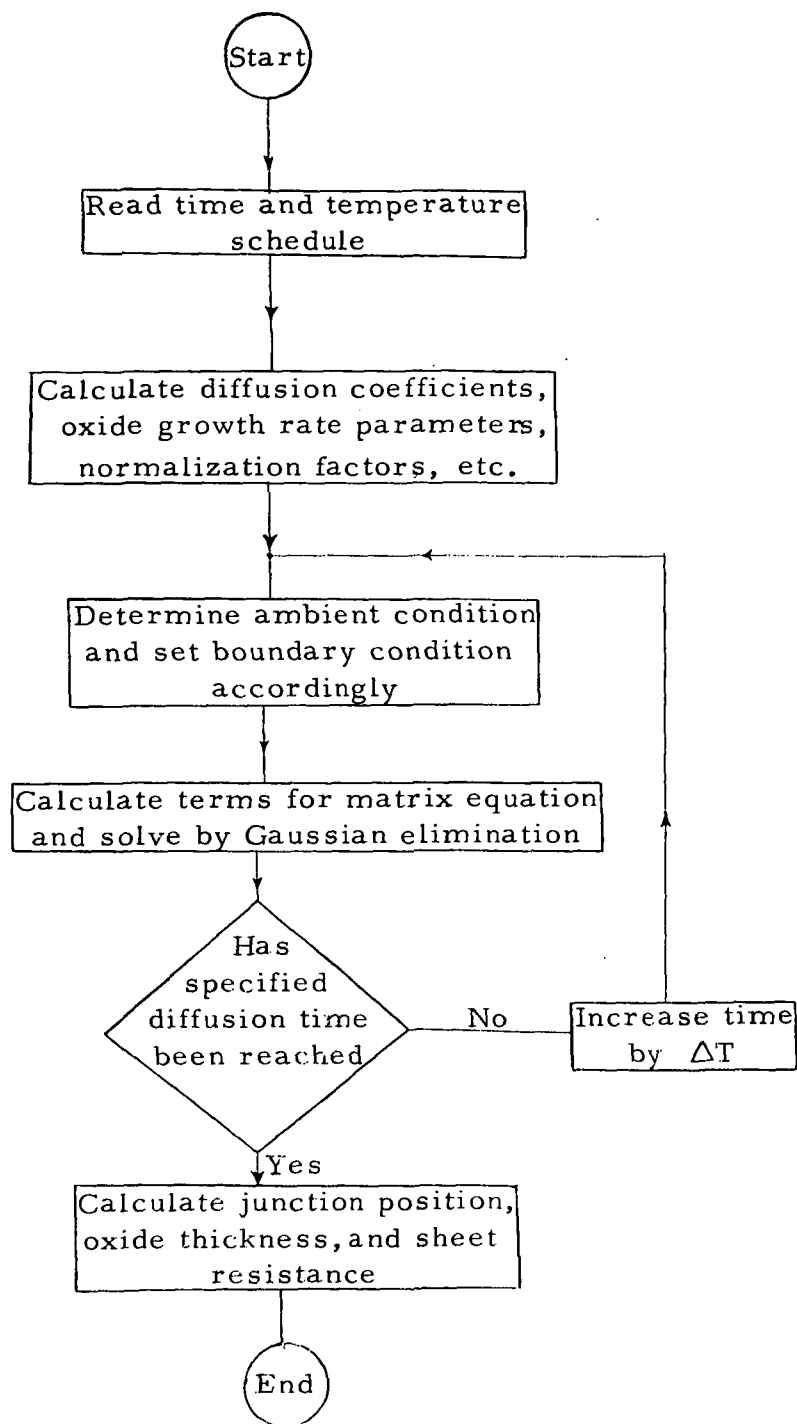 Start
Read time and temperature
schedule
Calculate diffusion coefficients,
oxide growth rate parameters,
normalization factors, etc.
Determine ambient condition
and set boundary condition
accordingly
Calculate terms for matrix equation
and solve by Gaussian elimination
Has
specified
diffusion time
been reached
No
Increase time
by ΔT
Yes
Calculate junction position,
oxide thickness, and sheet
resistance
End